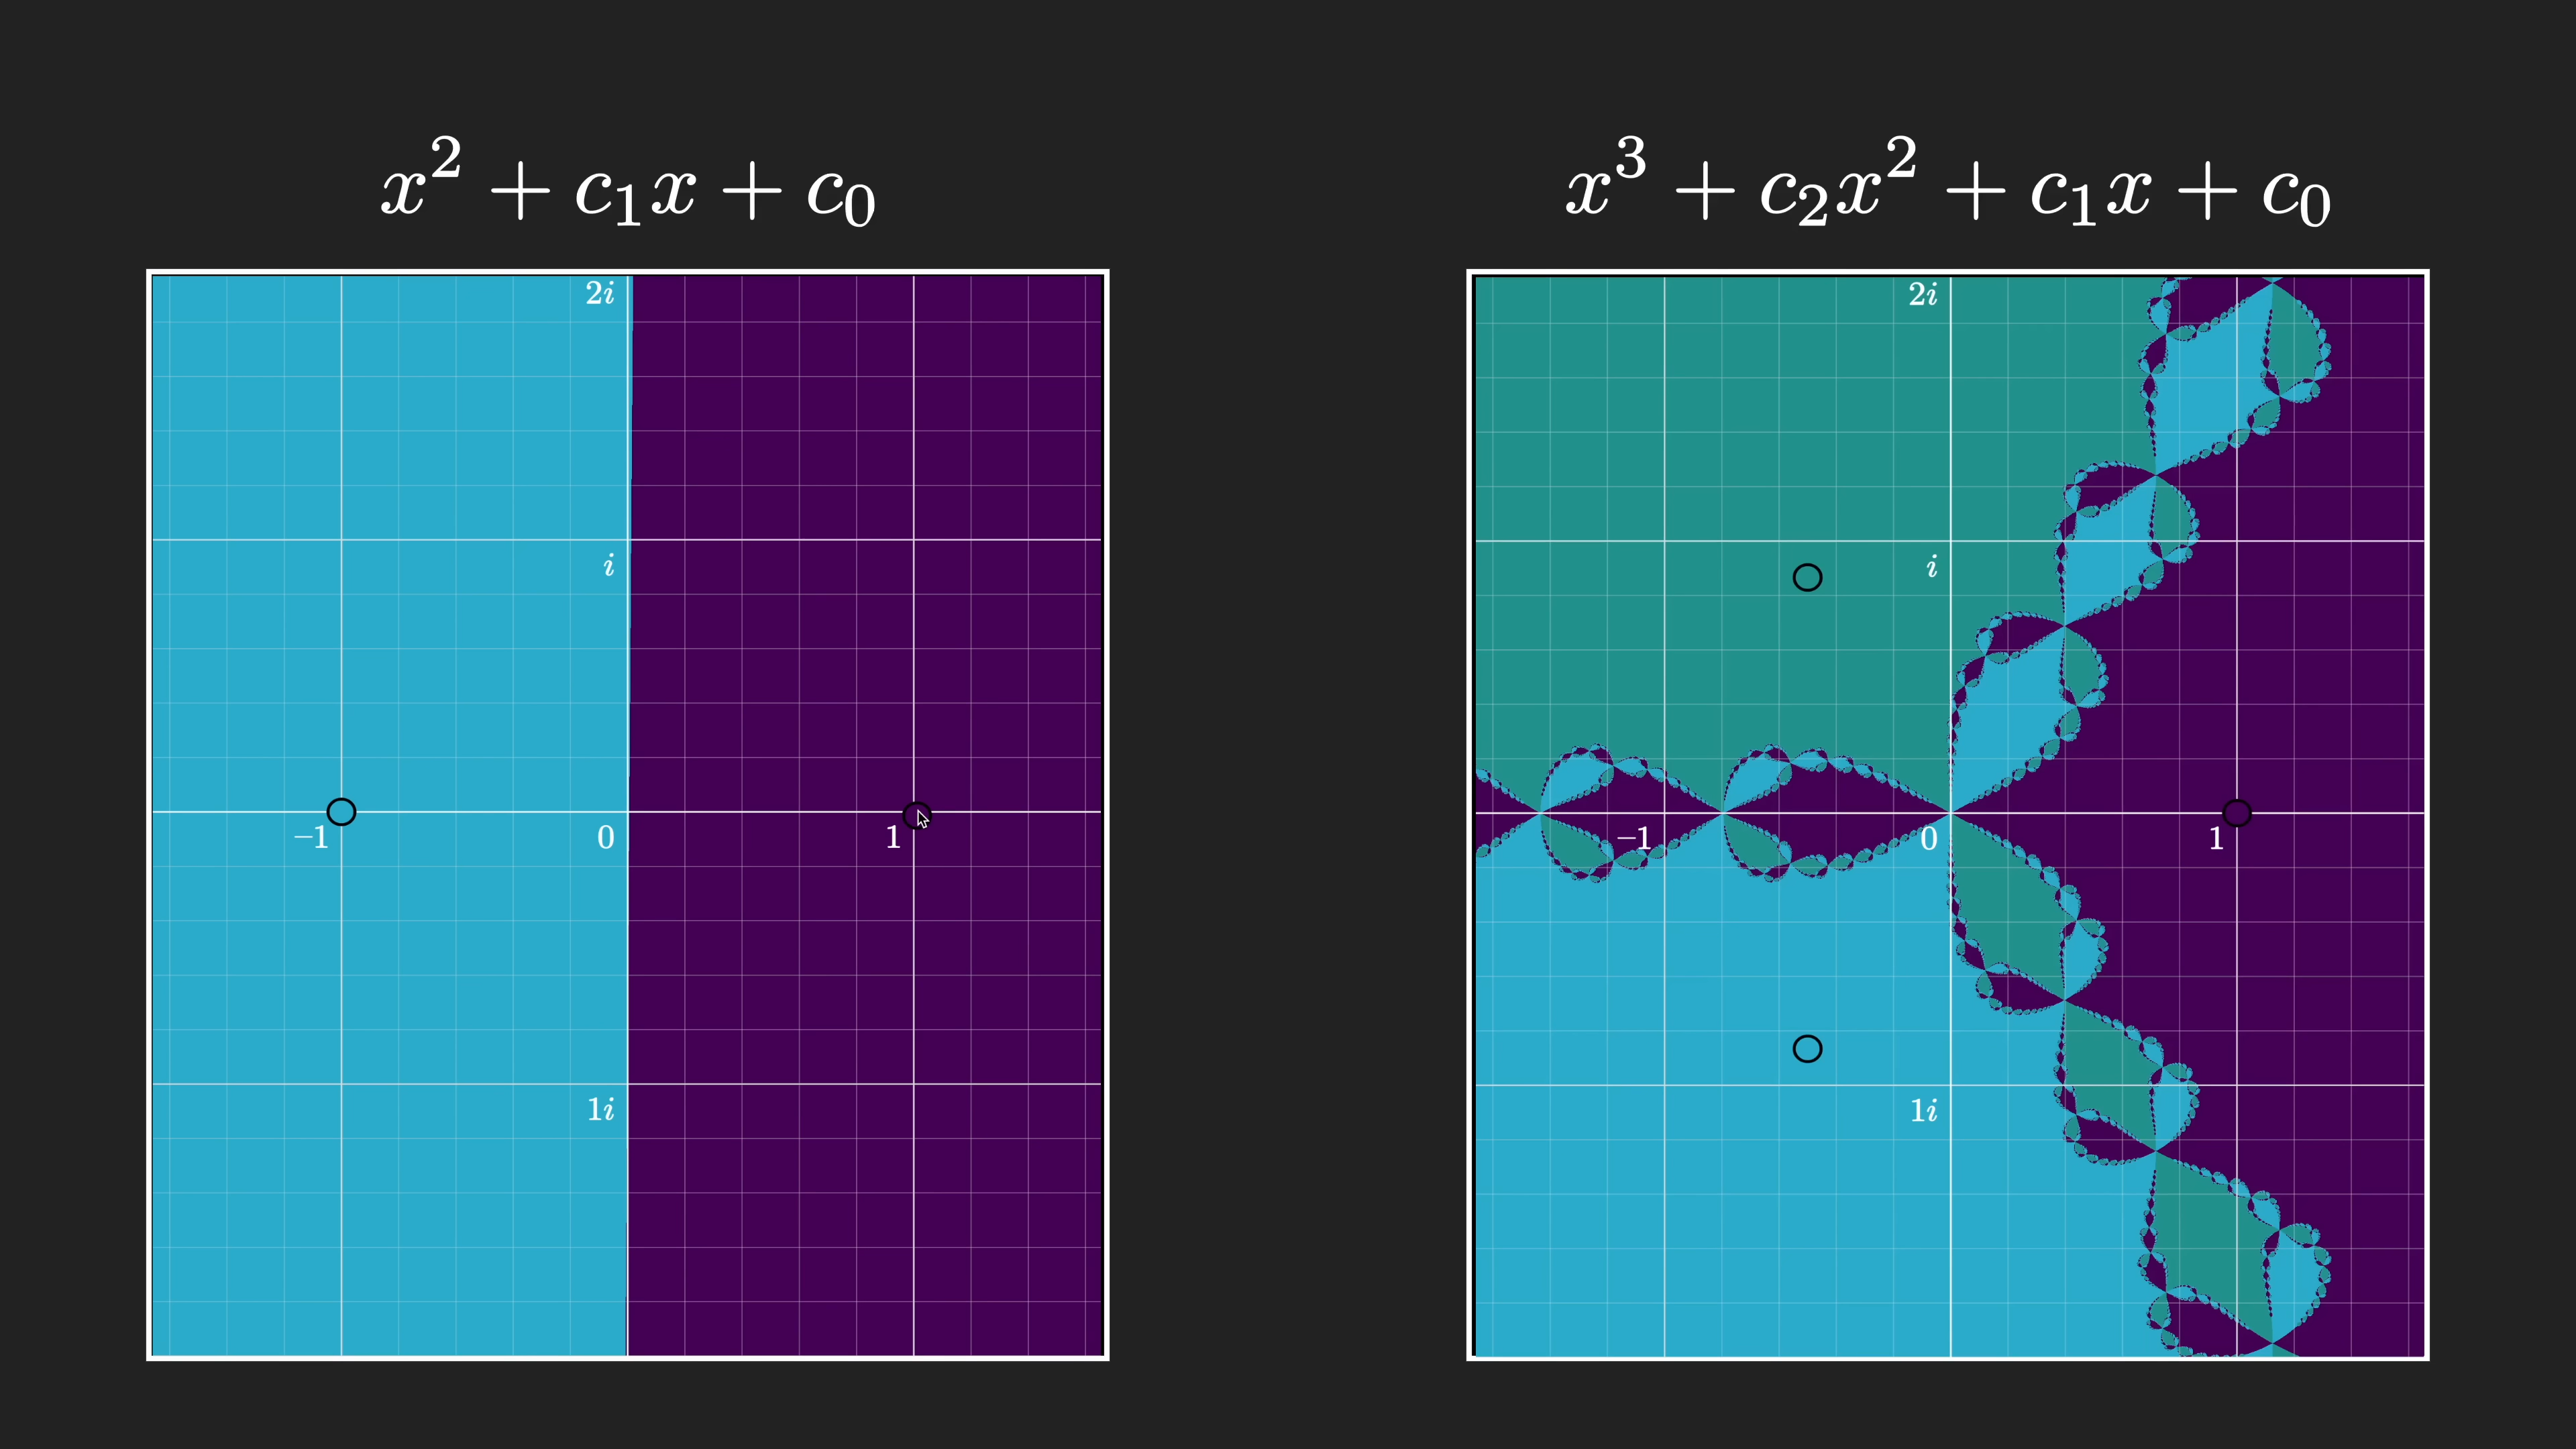 x² + c₁x + c₀
x³ + c₂x² + c₁x + c₀
2i
i
−1
0
1
1i
2i
i
−1
0
1
1i